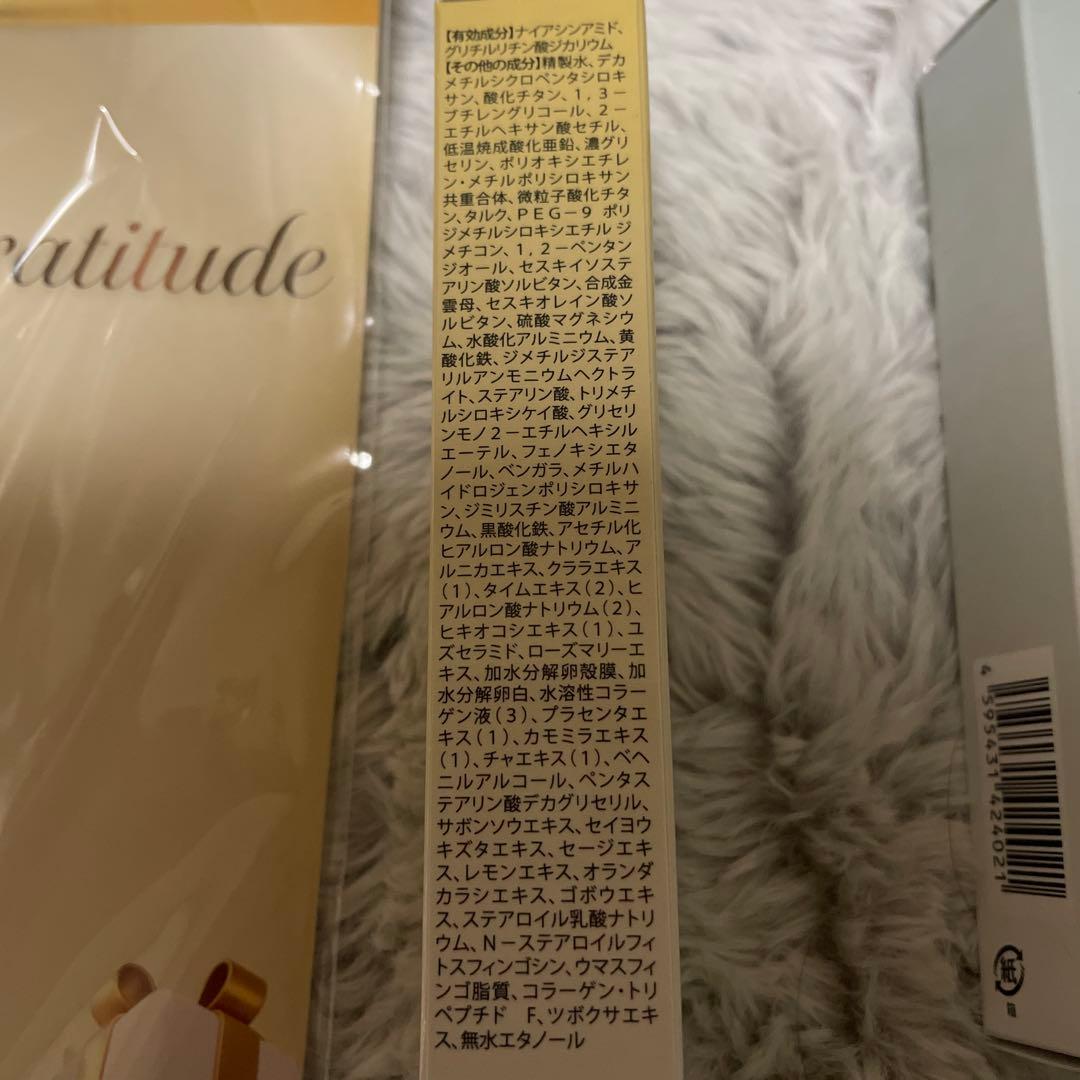 ratitude
【有効成分】ナイアシンアミド、
グリチルリチン酸ジカリウム
【その他の成分】精製水、デカ
メチルシクロペンタシロキ
サン、酸化チタン、1，3－
ブチレングリコール、2－
エチルヘキサン酸セチル、
低温焼成酸化亜鉛、濃グリ
セリン、ポリオキシエチレ
ン・メチルポリシロキサン
共重合体、微粒子酸化チタ
ン、タルク、PEG－9 ポリ
ジメチルシロキシエチル ジ
メチコン、1，2－ペンタン
ジオール、セスキイソステ
アリン酸ソルビタン、合成金
雲母、セスキオレイン酸ソ
ルビタン、硫酸マグネシウ
ム、水酸化アルミニウム、黄
酸化鉄、ジメチルジステア
リルアンモニウムヘクトラ
イト、ステアリン酸、トリメチ
ルシロキシケイ酸、グリセリ
ンモノ2－エチルヘキシル
エーテル、フェノキシエタ
ノール、ベンガラ、メチルハ
イドロジェンポリシロキサ
ン、ジミリスチン酸アルミニ
ウム、黒酸化鉄、アセチル化
ヒアルロン酸ナトリウム、ア
ルニカエキス、クララエキス
（1）、タイムエキス（2）、ヒ
アルロン酸ナトリウム（2）、
ヒキオコシエキス（1）、ユ
ズセラミド、ローズマリーエ
キス、加水分解卵殻膜、加
水分解卵白、水溶性コラー
ゲン液（3）、プラセンタエ
キス（1）、カモミラエキス
（1）、チャエキス（1）、ベヘ
ニルアルコール、ペンタス
テアリン酸デカグリセリル、
サボンソウエキス、セイヨウ
キズタエキス、セージエキ
ス、レモンエキス、オランダ
カラシエキス、ゴボウエキ
ス、ステアロイル乳酸ナトリ
ウム、N－ステアロイルフィ
トスフィンゴシン、ウマスフィ
ンゴ脂質、コラーゲン・トリ
ペプチド F、ツボクサエキ
ス、無水エタノール
4 595431 424021
紙